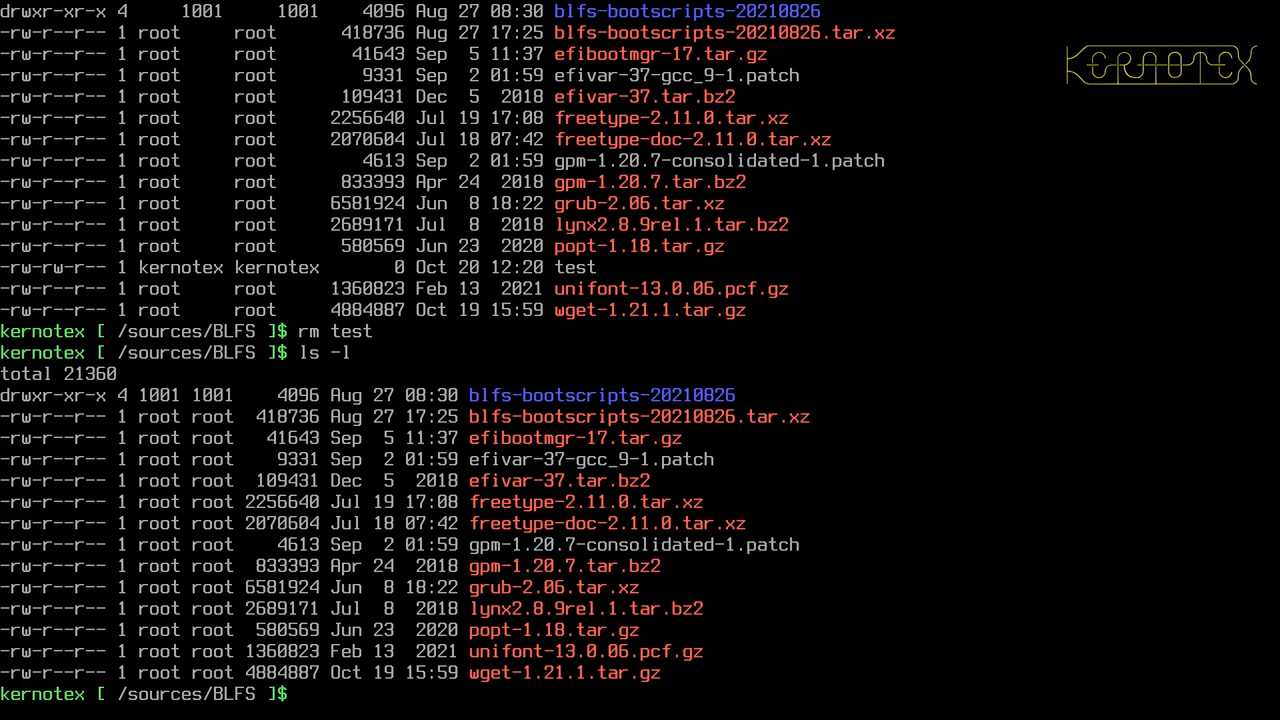 drwxr-xr-x 4     1001     1001    4096 Aug 27 08:30 blfs-bootscripts-20210826
-rw-r--r-- 1 root     root      418736 Aug 27 17:25 blfs-bootscripts-20210826.tar.xz
-rw-r--r-- 1 root     root       41643 Sep  5 11:37 efibootmgr-17.tar.gz
-rw-r--r-- 1 root     root        9331 Sep  2 01:59 efivar-37-gcc_9-1.patch
-rw-r--r-- 1 root     root      109431 Dec  5  2018 efivar-37.tar.bz2
-rw-r--r-- 1 root     root     2256640 Jul 19 17:08 freetype-2.11.0.tar.xz
-rw-r--r-- 1 root     root     2070604 Jul 18 07:42 freetype-doc-2.11.0.tar.xz
-rw-r--r-- 1 root     root        4613 Sep  2 01:59 gpm-1.20.7-consolidated-1.patch
-rw-r--r-- 1 root     root      833393 Apr 24  2018 gpm-1.20.7.tar.bz2
-rw-r--r-- 1 root     root     6581924 Jun  8 18:22 grub-2.06.tar.xz
-rw-r--r-- 1 root     root     2689171 Jul  8  2018 lynx2.8.9rel.1.tar.bz2
-rw-r--r-- 1 root     root      580569 Jun 23  2020 popt-1.18.tar.gz
-rw-rw-r-- 1 kernotex kernotex       0 Oct 20 12:20 test
-rw-r--r-- 1 root     root     1360823 Feb 13  2021 unifont-13.0.06.pcf.gz
-rw-r--r-- 1 root     root     4884887 Oct 19 15:59 wget-1.21.1.tar.gz
kernotex [ /sources/BLFS ]$ rm test
kernotex [ /sources/BLFS ]$ ls -l
total 21360
drwxr-xr-x 4 1001 1001    4096 Aug 27 08:30 blfs-bootscripts-20210826
-rw-r--r-- 1 root root  418736 Aug 27 17:25 blfs-bootscripts-20210826.tar.xz
-rw-r--r-- 1 root root   41643 Sep  5 11:37 efibootmgr-17.tar.gz
-rw-r--r-- 1 root root    9331 Sep  2 01:59 efivar-37-gcc_9-1.patch
-rw-r--r-- 1 root root  109431 Dec  5  2018 efivar-37.tar.bz2
-rw-r--r-- 1 root root 2256640 Jul 19 17:08 freetype-2.11.0.tar.xz
-rw-r--r-- 1 root root 2070604 Jul 18 07:42 freetype-doc-2.11.0.tar.xz
-rw-r--r-- 1 root root    4613 Sep  2 01:59 gpm-1.20.7-consolidated-1.patch
-rw-r--r-- 1 root root  833393 Apr 24  2018 gpm-1.20.7.tar.bz2
-rw-r--r-- 1 root root 6581924 Jun  8 18:22 grub-2.06.tar.xz
-rw-r--r-- 1 root root 2689171 Jul  8  2018 lynx2.8.9rel.1.tar.bz2
-rw-r--r-- 1 root root  580569 Jun 23  2020 popt-1.18.tar.gz
-rw-r--r-- 1 root root 1360823 Feb 13  2021 unifont-13.0.06.pcf.gz
-rw-r--r-- 1 root root 4884887 Oct 19 15:59 wget-1.21.1.tar.gz
kernotex [ /sources/BLFS ]$
KERNOTEX